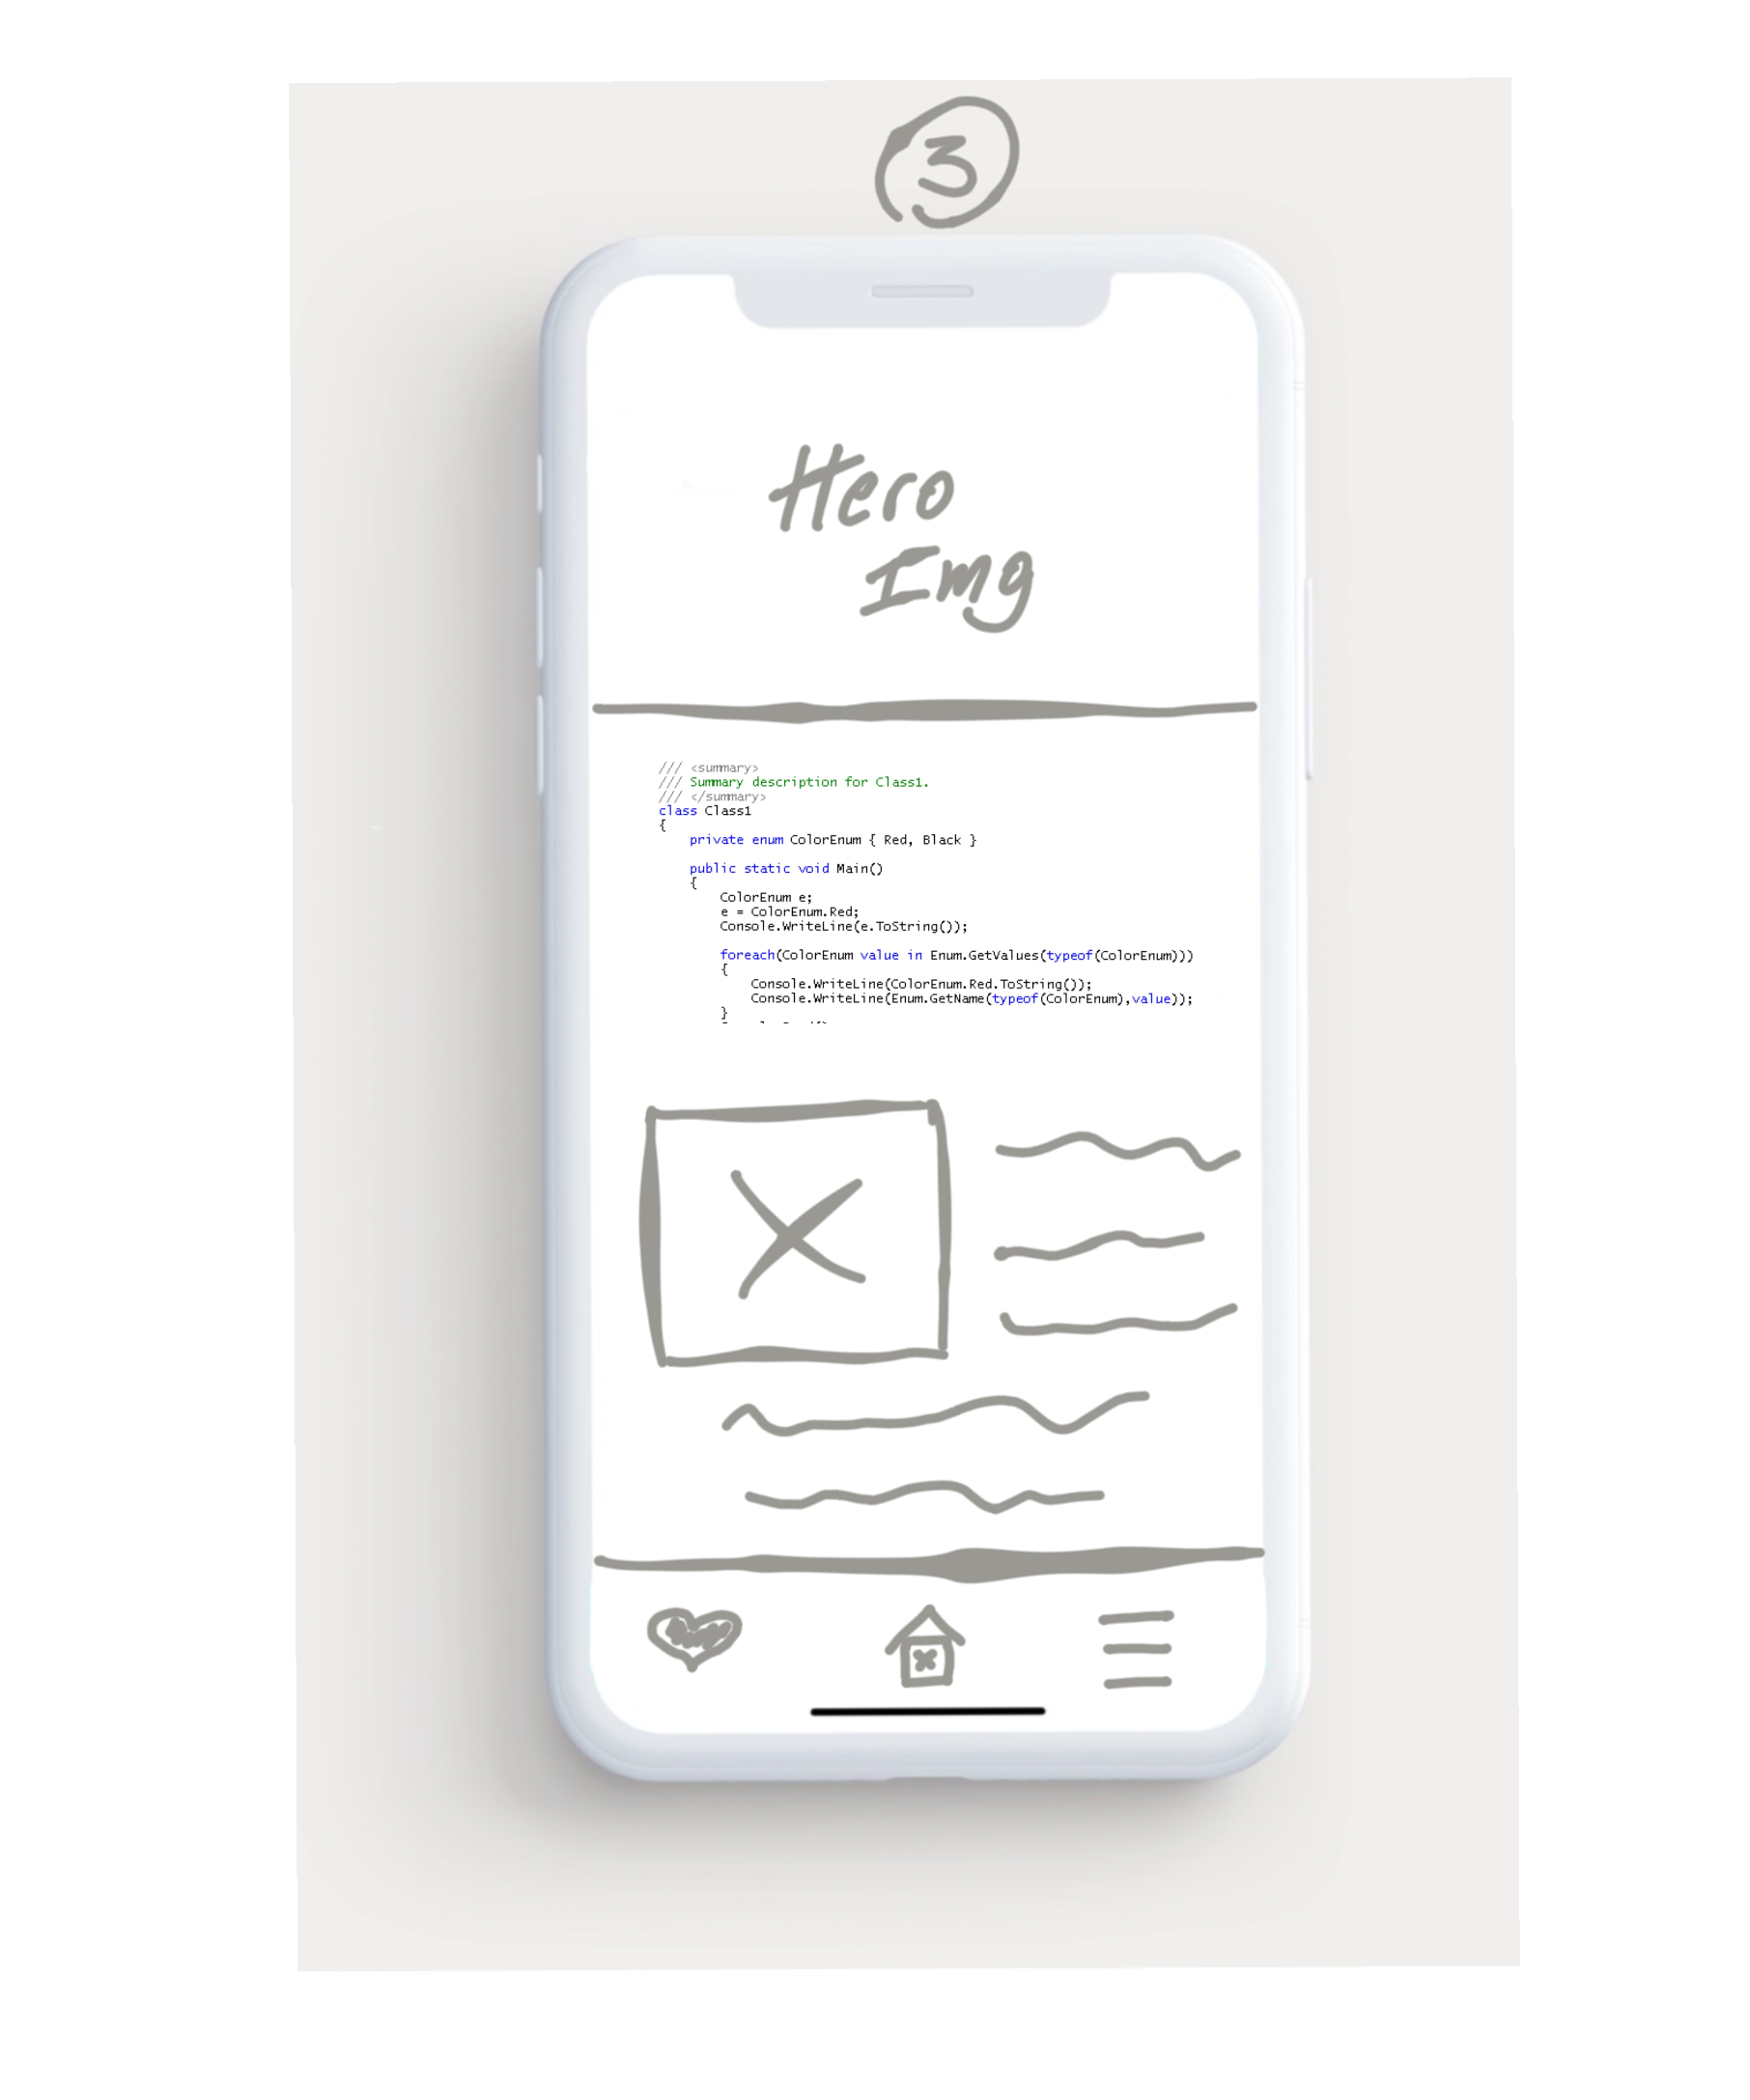 3
Hero
Img
/// <summary>
/// Summary description for Class1.
/// </summary>
class Class1
{
    private enum ColorEnum { Red, Black }
    public static void Main()
    {
        ColorEnum e;
        e = ColorEnum.Red;
        Console.WriteLine(e.ToString());
        foreach(ColorEnum value in Enum.GetValues(typeof(ColorEnum)))
        {
            Console.WriteLine(ColorEnum.Red.ToString());
            Console.WriteLine(Enum.GetName(typeof(ColorEnum),value));
        }